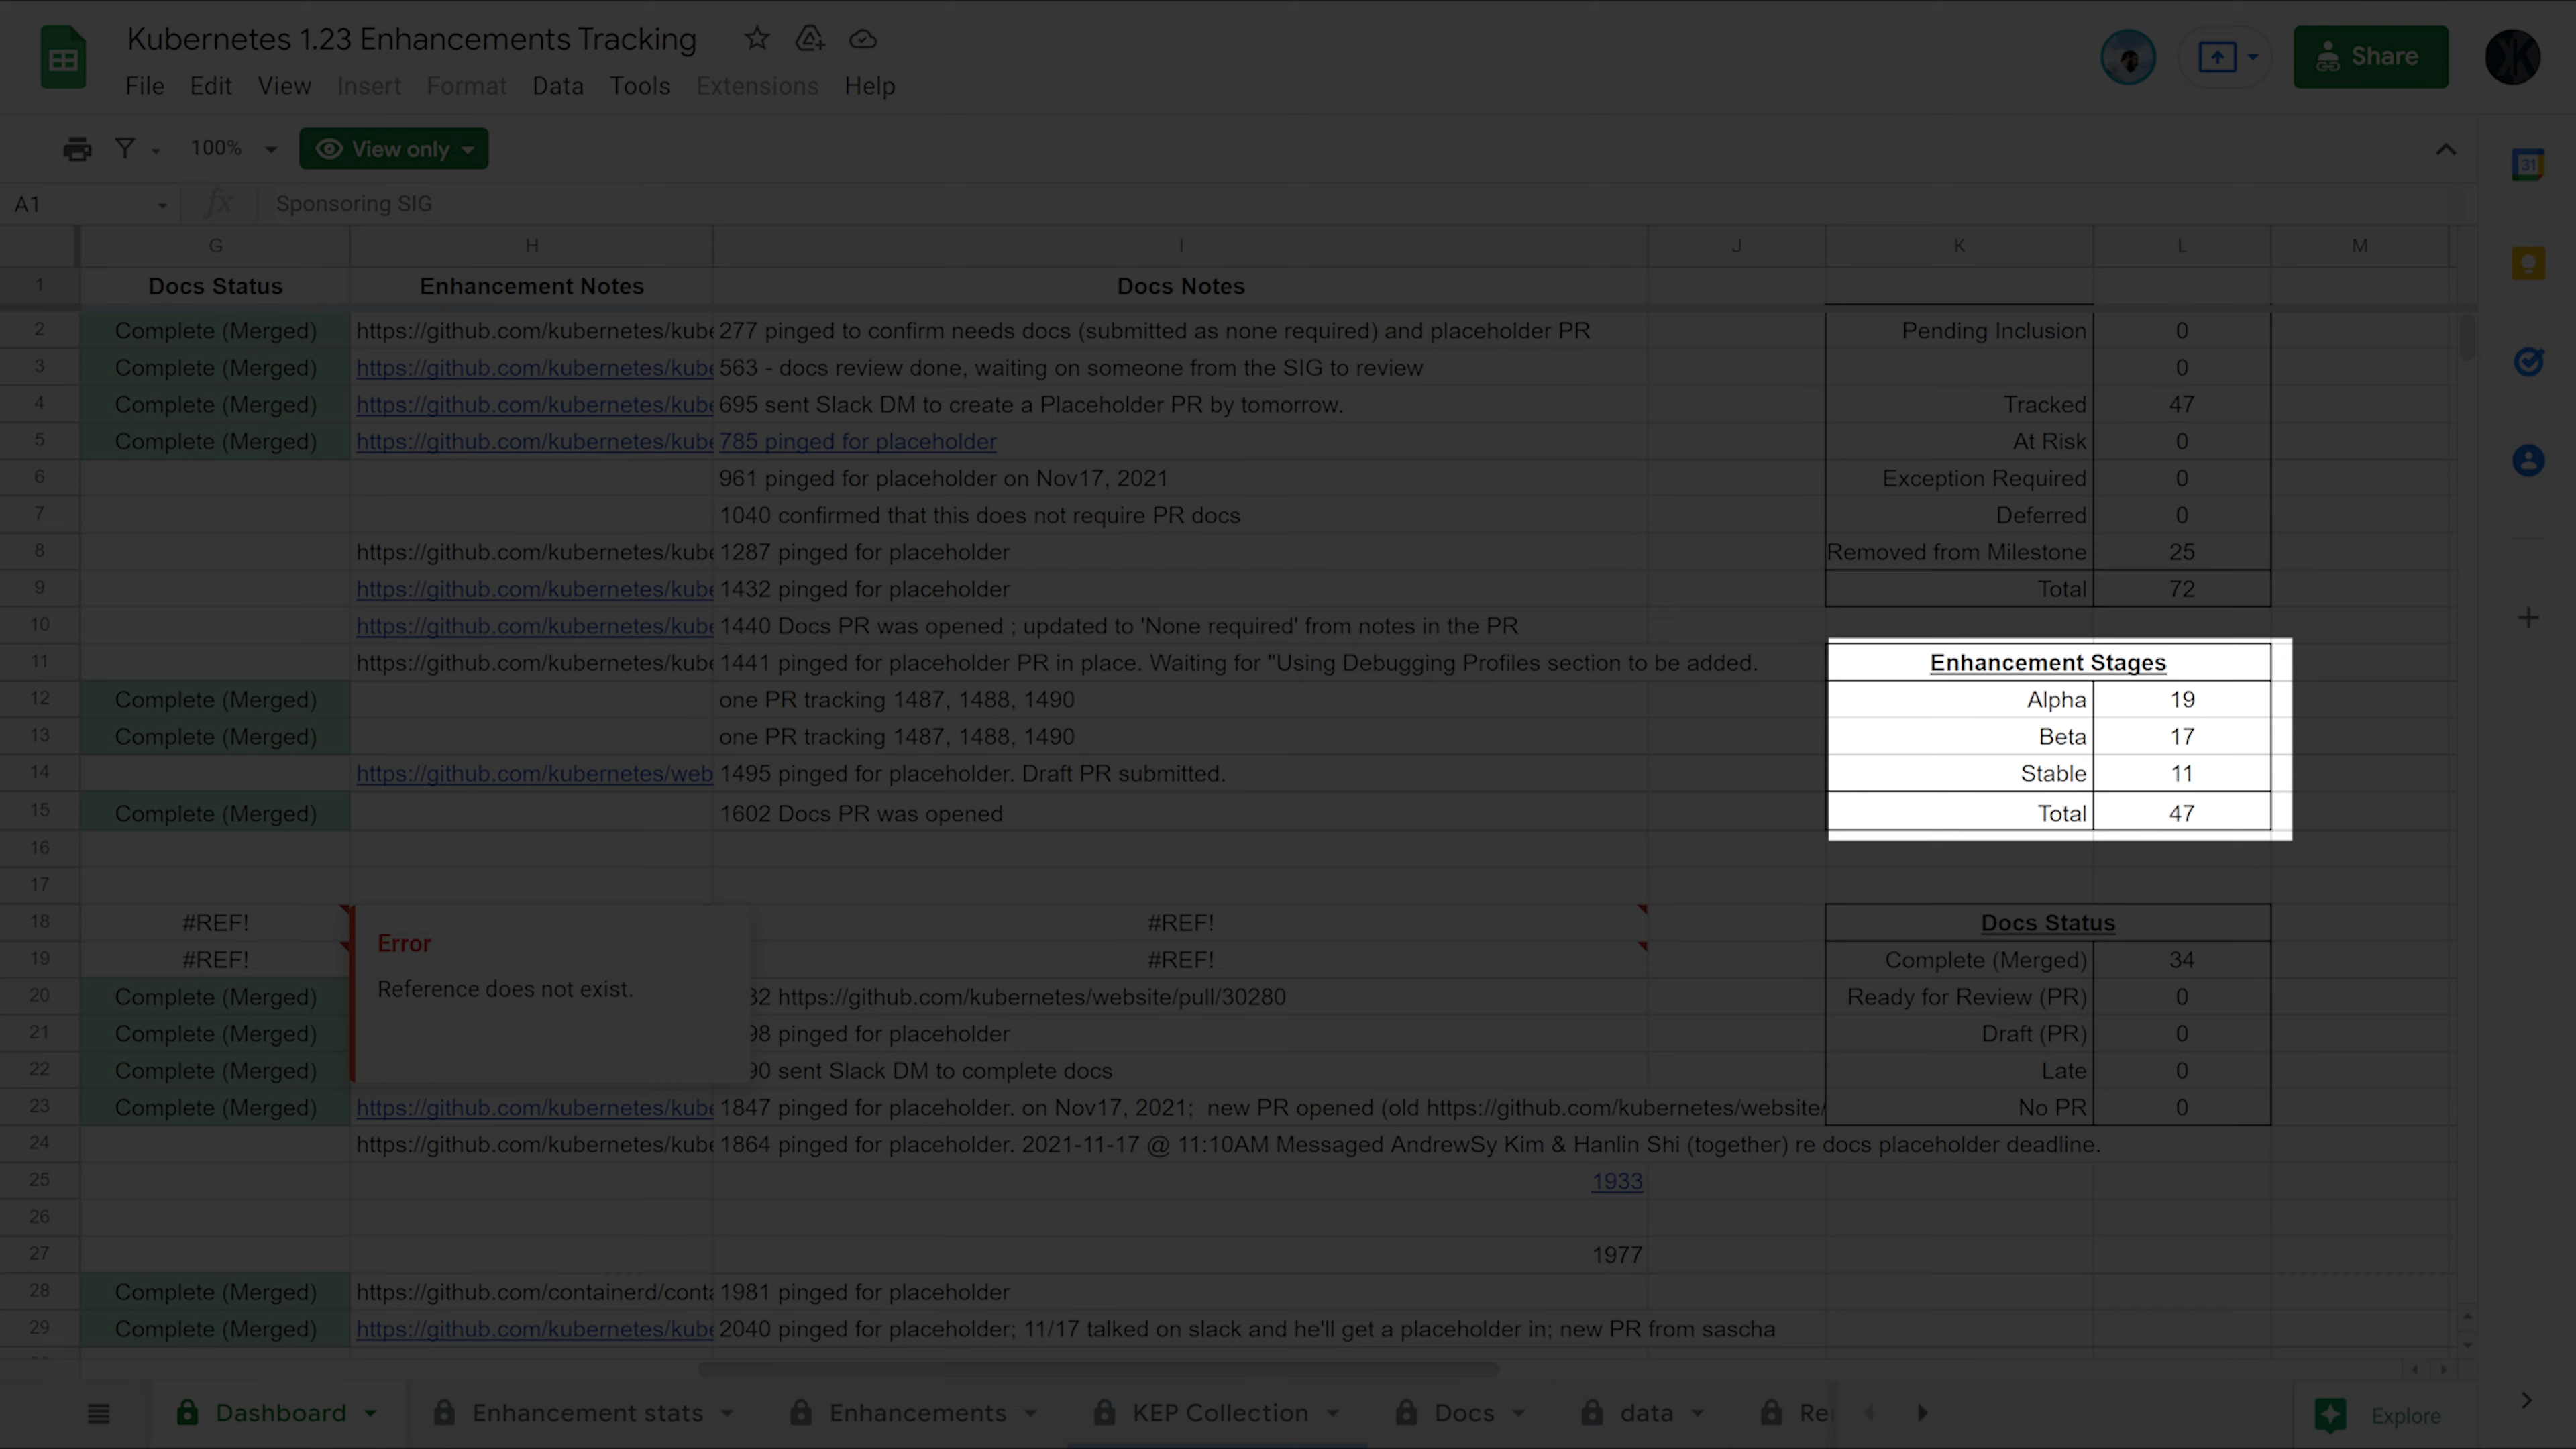 Kubernetes 1.23 Enhancements Tracking
File Edit View Insert Format Data Tools Extensions Help
Share
100% View only
31
A1 fx Sponsoring SIG
G H I J K L M
1 Docs Status Enhancement Notes Docs Notes
2 Complete (Merged) https://github.com/kubernetes/kube 277 pinged to confirm needs docs (submitted as none required) and placeholder PR Pending Inclusion 0
3 Complete (Merged) https://github.com/kubernetes/kube 563 - docs review done, waiting on someone from the SIG to review 0
4 Complete (Merged) https://github.com/kubernetes/kube 695 sent Slack DM to create a Placeholder PR by tomorrow. Tracked 47
5 Complete (Merged) https://github.com/kubernetes/kube 785 pinged for placeholder At Risk 0
6 961 pinged for placeholder on Nov17, 2021 Exception Required 0
7 1040 confirmed that this does not require PR docs Deferred 0
8 https://github.com/kubernetes/kube 1287 pinged for placeholder Removed from Milestone 25
9 https://github.com/kubernetes/kube 1432 pinged for placeholder Total 72
10 https://github.com/kubernetes/kube 1440 Docs PR was opened ; updated to 'None required' from notes in the PR
11 https://github.com/kubernetes/kube 1441 pinged for placeholder PR in place. Waiting for "Using Debugging Profiles section to be added. Enhancement Stages
12 Complete (Merged) one PR tracking 1487, 1488, 1490 Alpha 19
13 Complete (Merged) one PR tracking 1487, 1488, 1490 Beta 17
14 https://github.com/kubernetes/web 1495 pinged for placeholder. Draft PR submitted. Stable 11
15 Complete (Merged) 1602 Docs PR was opened Total 47
16
17
18 #REF! #REF! Docs Status
Error
19 #REF! #REF! Complete (Merged) 34
Reference does not exist.
20 Complete (Merged) 32 https://github.com/kubernetes/website/pull/30280 Ready for Review (PR) 0
21 Complete (Merged) 98 pinged for placeholder Draft (PR) 0
22 Complete (Merged) 90 sent Slack DM to complete docs Late 0
23 Complete (Merged) https://github.com/kubernetes/kube 1847 pinged for placeholder. on Nov17, 2021; new PR opened (old https://github.com/kubernetes/website/ No PR 0
24 https://github.com/kubernetes/kube 1864 pinged for placeholder. 2021-11-17 @ 11:10AM Messaged AndrewSy Kim & Hanlin Shi (together) re docs placeholder deadline.
25 1933
26
27 1977
28 Complete (Merged) https://github.com/containerd/conta 1981 pinged for placeholder
29 Complete (Merged) https://github.com/kubernetes/kube 2040 pinged for placeholder; 11/17 talked on slack and he'll get a placeholder in; new PR from sascha
Dashboard Enhancement stats Enhancements KEP Collection Docs data Explore